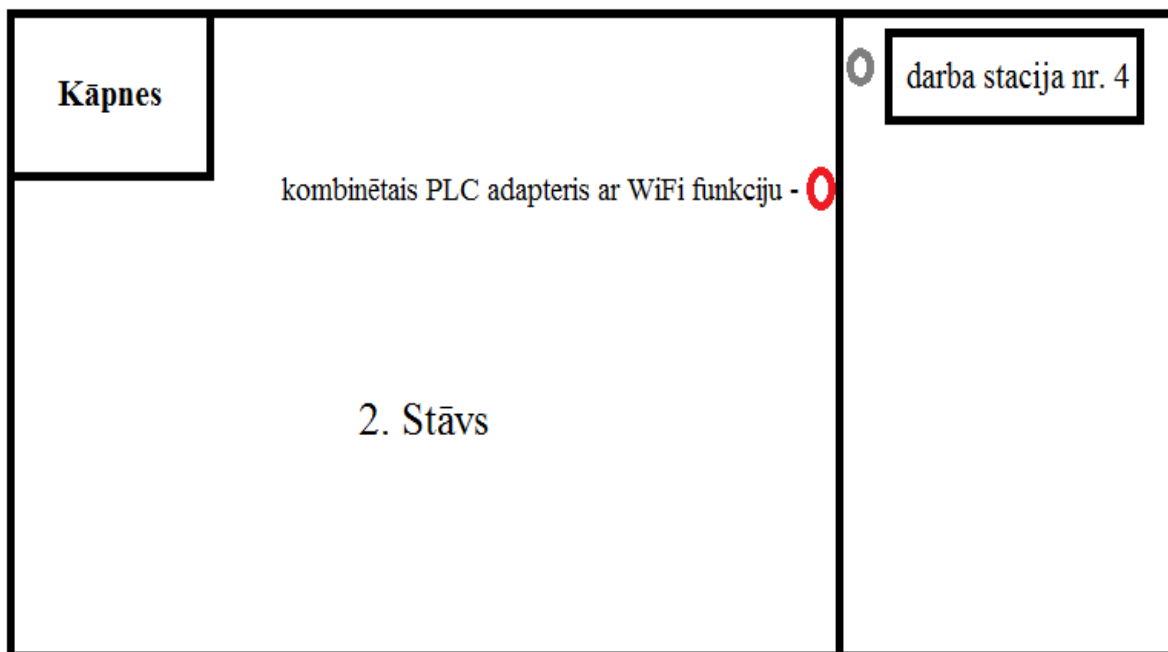 Kāpnes
darba stacija nr. 4
kombinētais PLC adapteris ar WiFi funkciju -
2. Stāvs